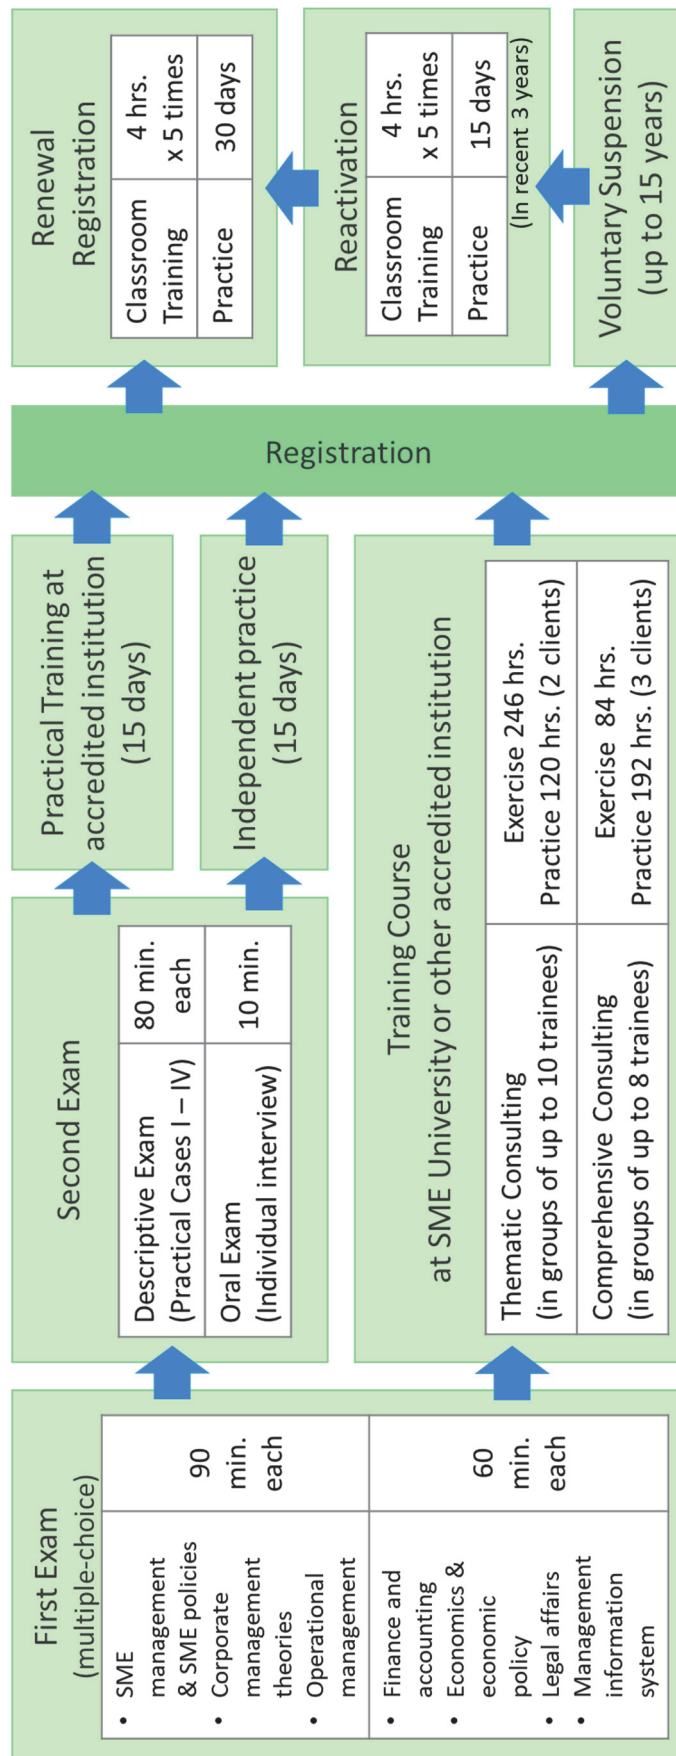 First Exam
(multiple-choice)
• SME
management
& SME policies
• Corporate
management
theories
• Operational
management
90
min.
each
• Finance and
accounting
• Economics &
economic
policy
• Legal affairs
• Management
information
system
60
min.
each
Second Exam
Descriptive Exam
(Practical Cases I – IV)
80 min.
each
Oral Exam
(Individual interview)
10 min.
Training Course
at SME University or other accredited institution
Thematic Consulting
(in groups of up to 10 trainees)
Exercise 246 hrs.
Practice 120 hrs. (2 clients)
Comprehensive Consulting
(in groups of up to 8 trainees)
Exercise 84 hrs.
Practice 192 hrs. (3 clients)
Practical Training at
accredited institution
(15 days)
Independent practice
(15 days)
Registration
Renewal
Registration
Classroom
Training
4 hrs.
x 5 times
Practice
30 days
Reactivation
Classroom
Training
4 hrs.
x 5 times
Practice
15 days
(In recent 3 years)
Voluntary Suspension
(up to 15 years)